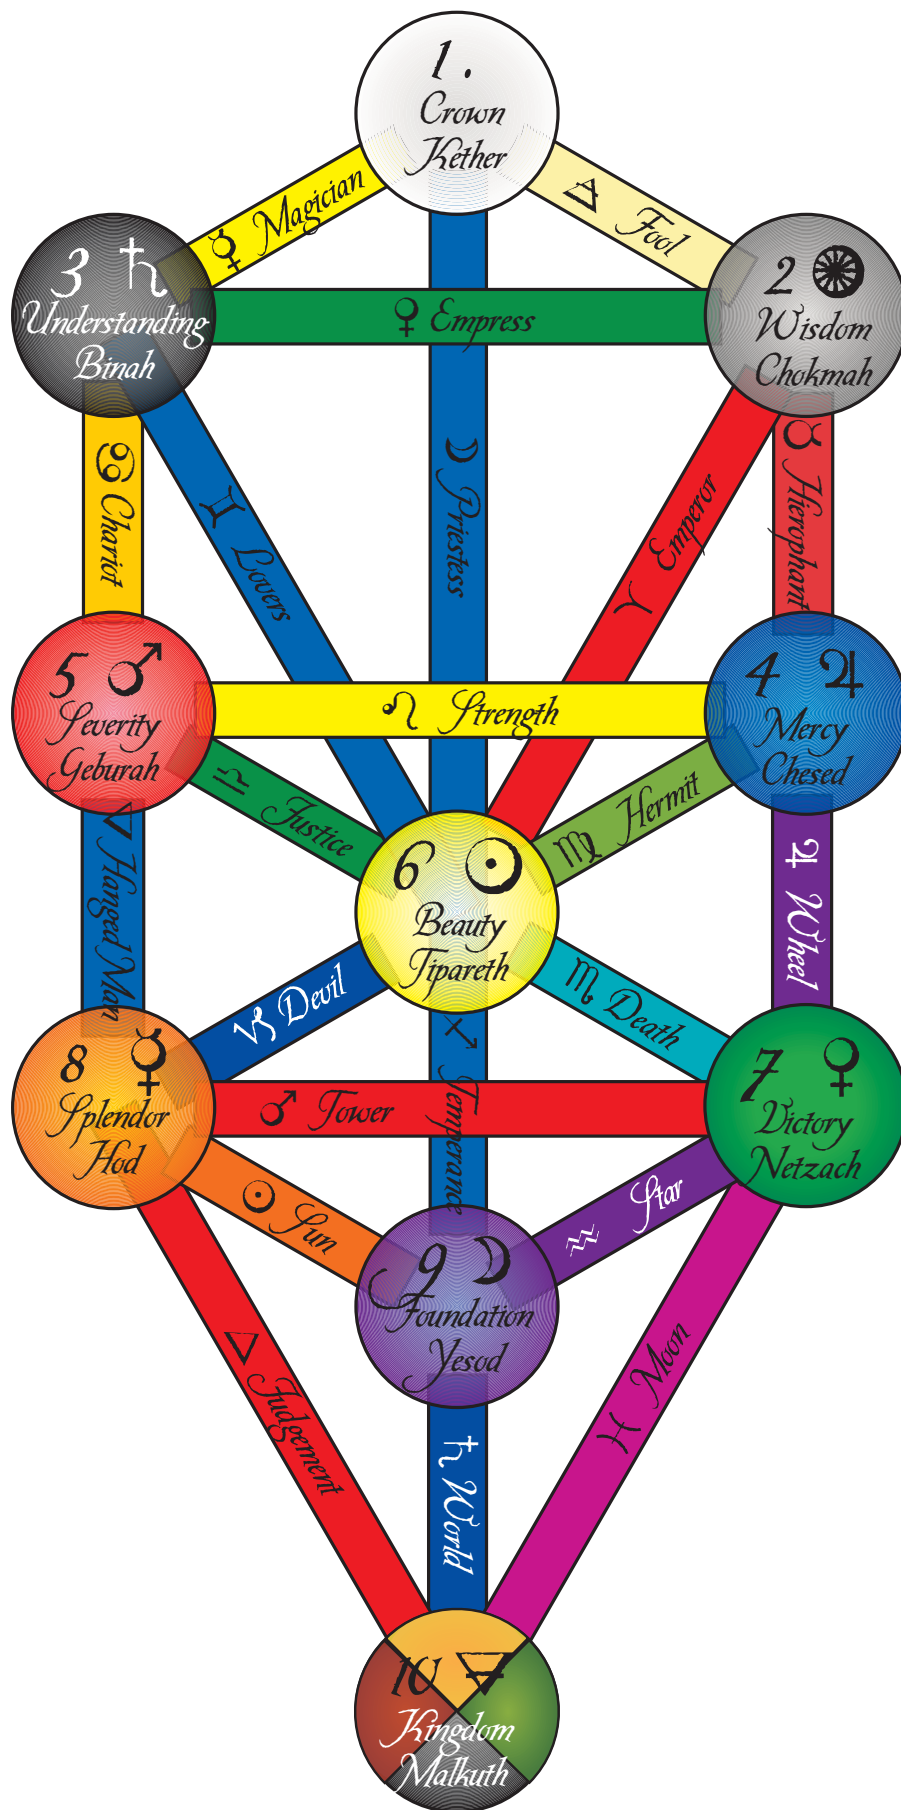 1.
Crown
Kether
Magician
Fool
3
Understanding
Binah
2
Wisdom
Chokmah
Empress
Chariot
Lovers
Priestess
Emperor
Hierophant
5
Severity
Geburah
Strength
4
Mercy
Chesed
Justice
Hermit
Hanged Man
6
Beauty
Tipareth
Wheel
Devil
Death
8
Splendor
Hod
Tower
Temperance
7
Victory
Netzach
Sun
Star
9
Foundation
Yesod
Judgement
World
Moon
10
Kingdom
Malkuth